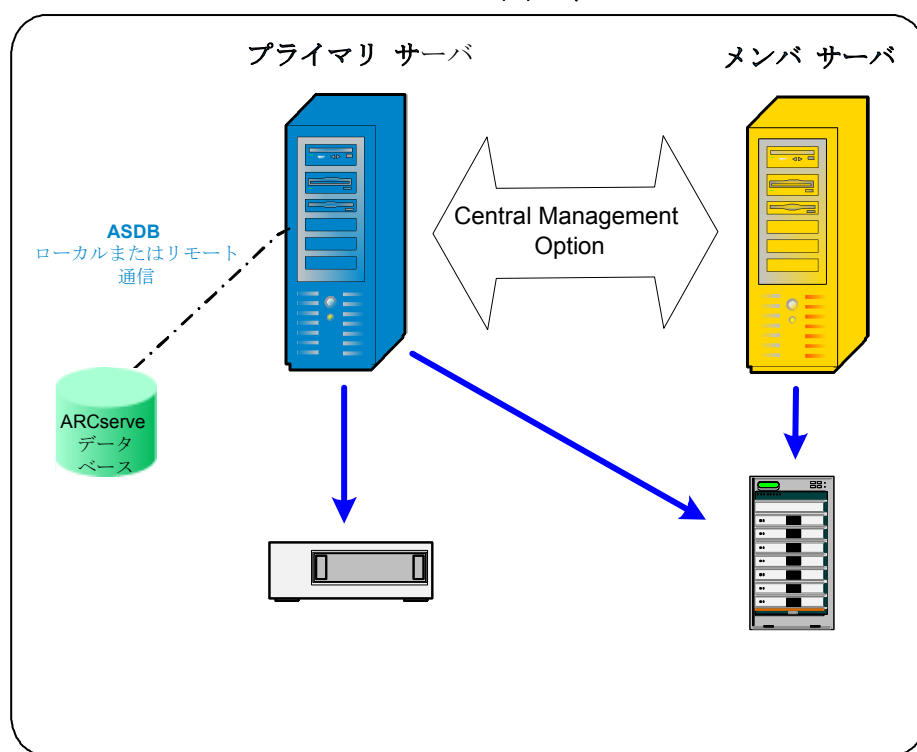 プライマリ サーバ
メンバ サーバ
Central Management
Option
ASDB
ローカルまたはリモート
通信
ARCserve
データ
ベース